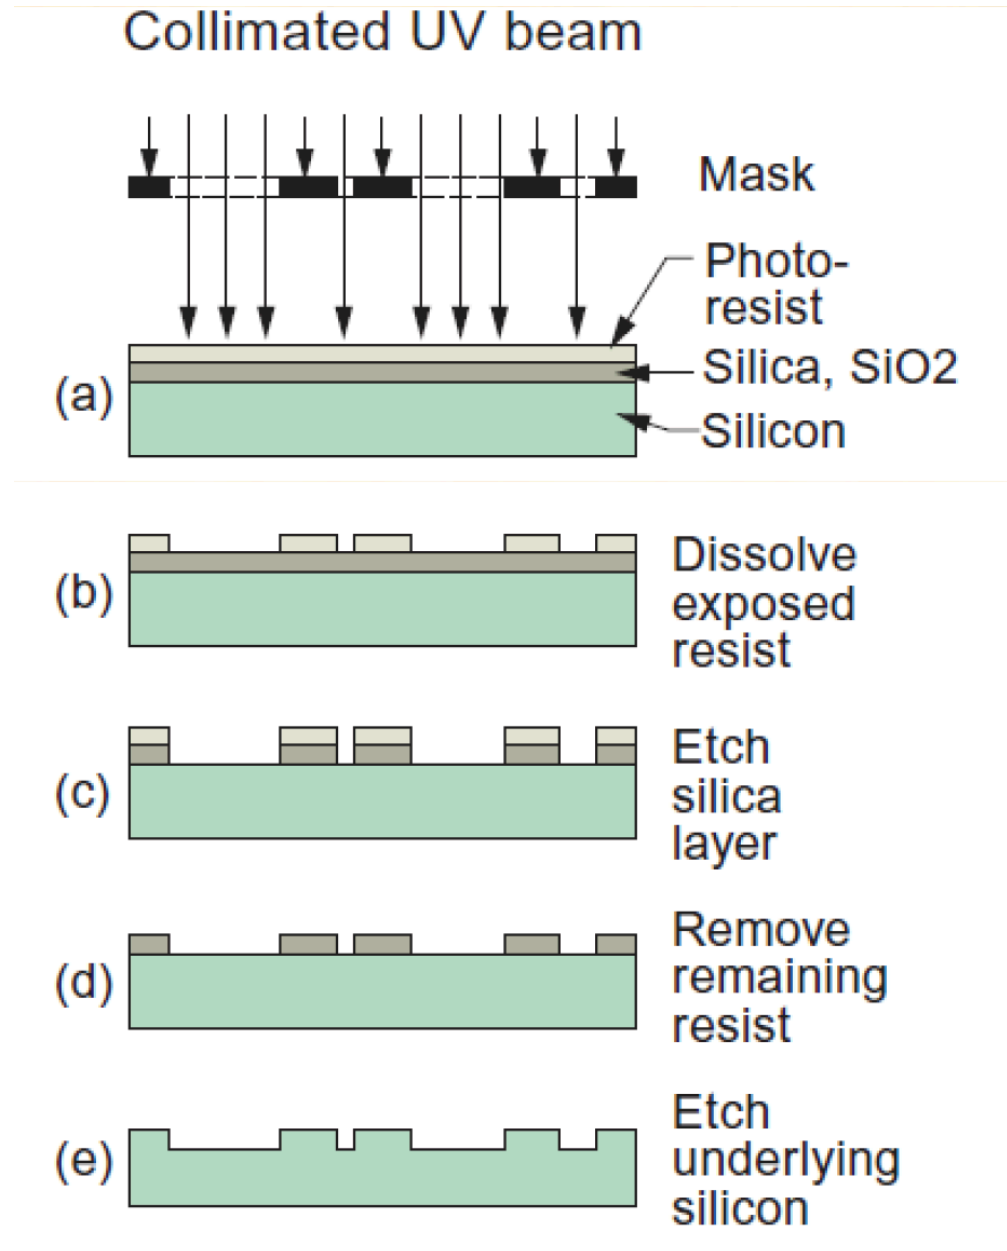 Collimated UV beam
Mask
Photo-
resist
Silica, SiO2
(a)
Silicon
(b)
Dissolve
exposed
resist
(c)
Etch
silica
layer
(d)
Remove
remaining
resist
(e)
Etch
underlying
silicon